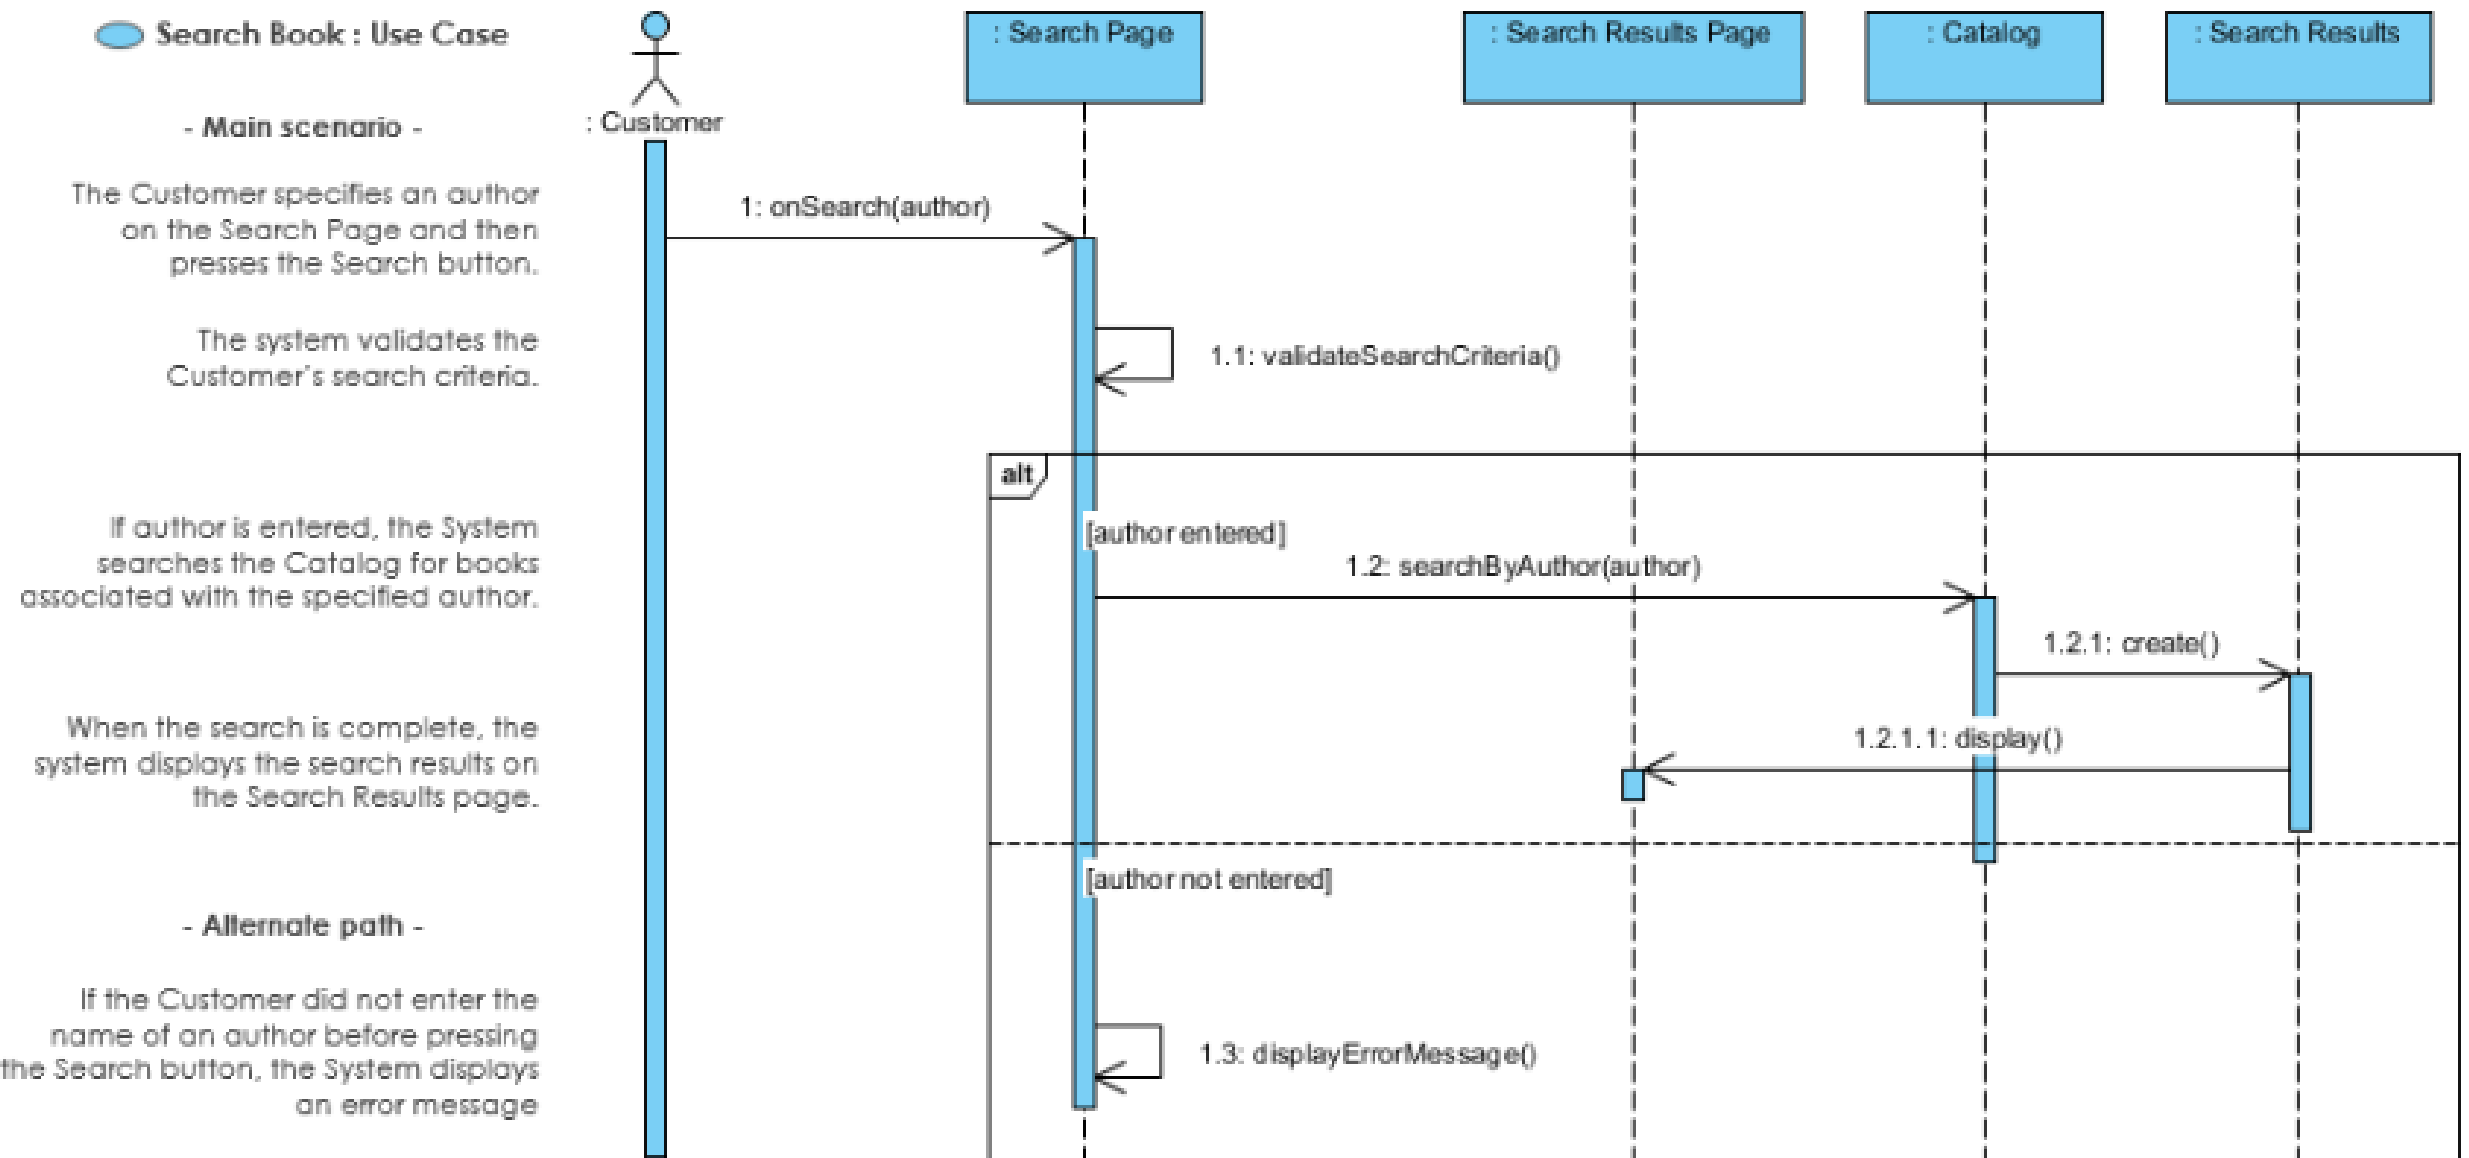 Search Book : Use Case
: Customer
: Search Page
: Search Results Page
: Catalog
: Search Results
- Main scenario -
The Customer specifies an author
on the Search Page and then
presses the Search button.
1: onSearch(author)
The system validates the
Customer's search criteria.
1.1: validateSearchCriteria()
alt
[author entered]
If author is entered, the System
searches the Catalog for books
associated with the specified author.
1.2: searchByAuthor(author)
1.2.1: create()
When the search is complete, the
system displays the search results on
the Search Results page.
1.2.1.1: display()
[author not entered]
- Alternate path -
If the Customer did not enter the
name of an author before pressing
the Search button, the System displays
an error message
1.3: displayErrorMessage()